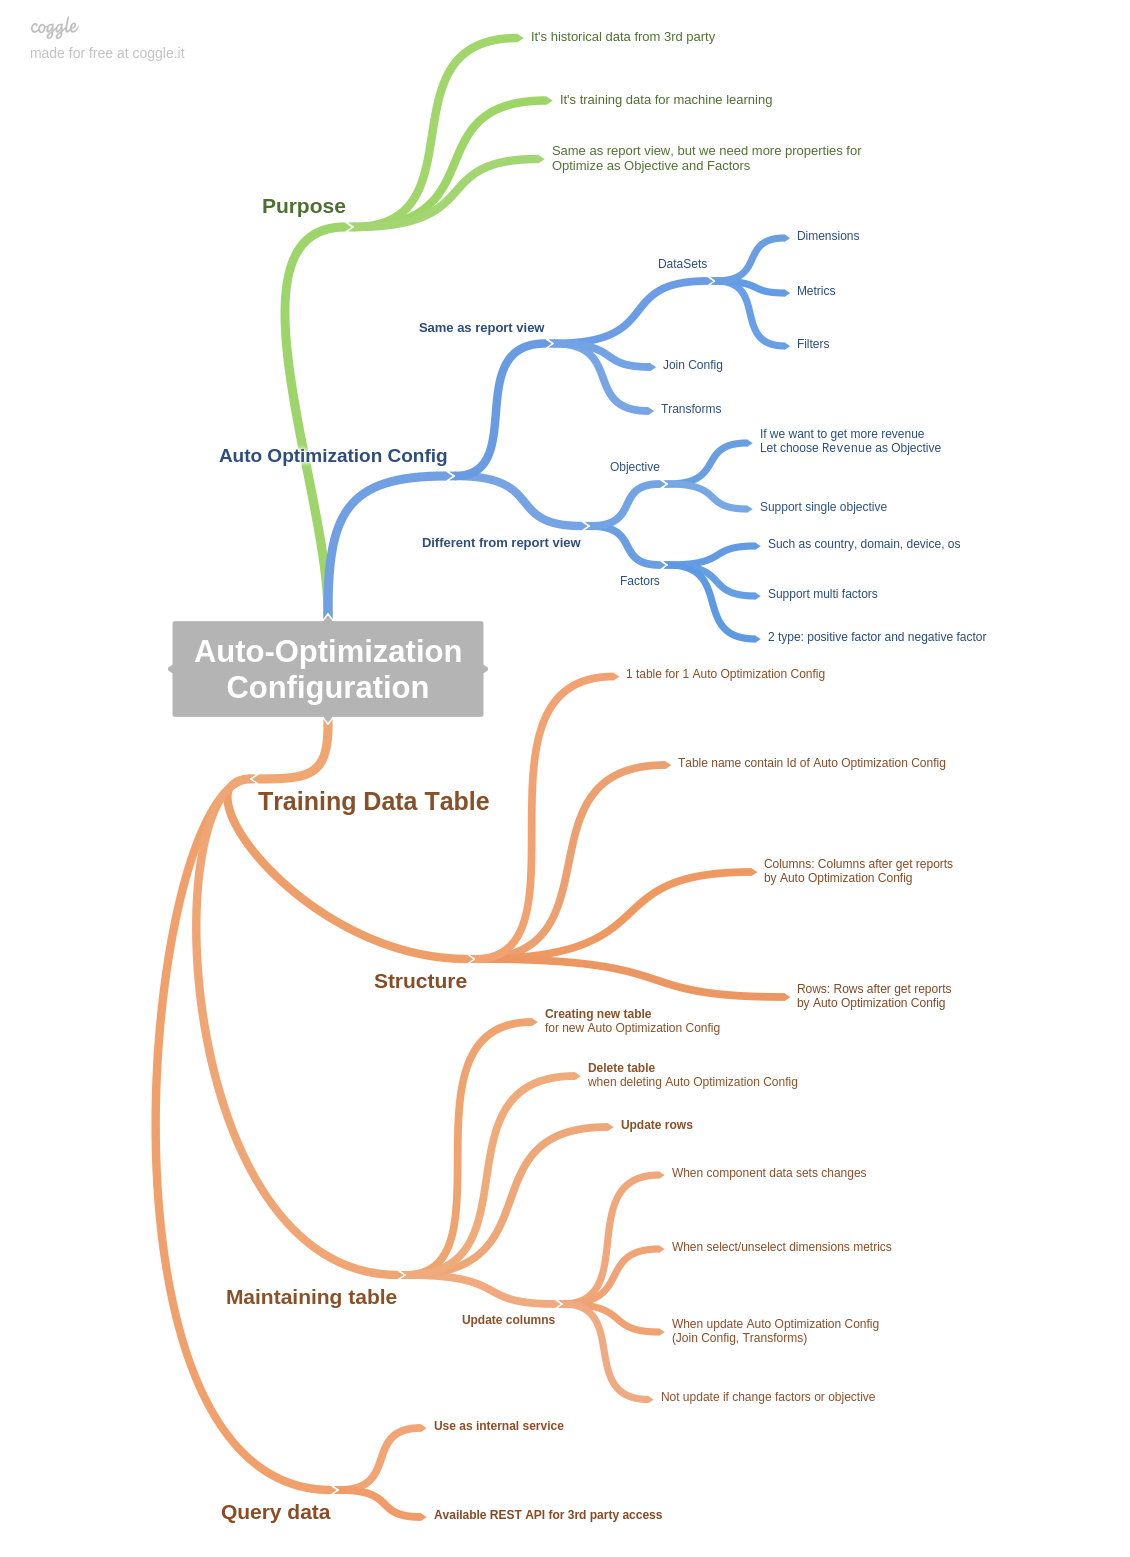 coggle
made for free at coggle.it
It's historical data from 3rd party
It's training data for machine learning
Same as report view, but we need more properties for
Optimize as Objective and Factors
Purpose
Dimensions
DataSets
Metrics
Same as report view
Filters
Join Config
Transforms
If we want to get more revenue
Let choose Revenue as Objective
Auto Optimization Config
Objective
Support single objective
Different from report view
Such as country, domain, device, os
Factors
Support multi factors
2 type: positive factor and negative factor
Auto-Optimization
Configuration
1 table for 1 Auto Optimization Config
Table name contain Id of Auto Optimization Config
Training Data Table
Columns: Columns after get reports
by Auto Optimization Config
Structure
Rows: Rows after get reports
by Auto Optimization Config
Creating new table
for new Auto Optimization Config
Delete table
when deleting Auto Optimization Config
Update rows
When component data sets changes
When select/unselect dimensions metrics
Maintaining table
Update columns
When update Auto Optimization Config
(Join Config, Transforms)
Not update if change factors or objective
Use as internal service
Query data
Available REST API for 3rd party access